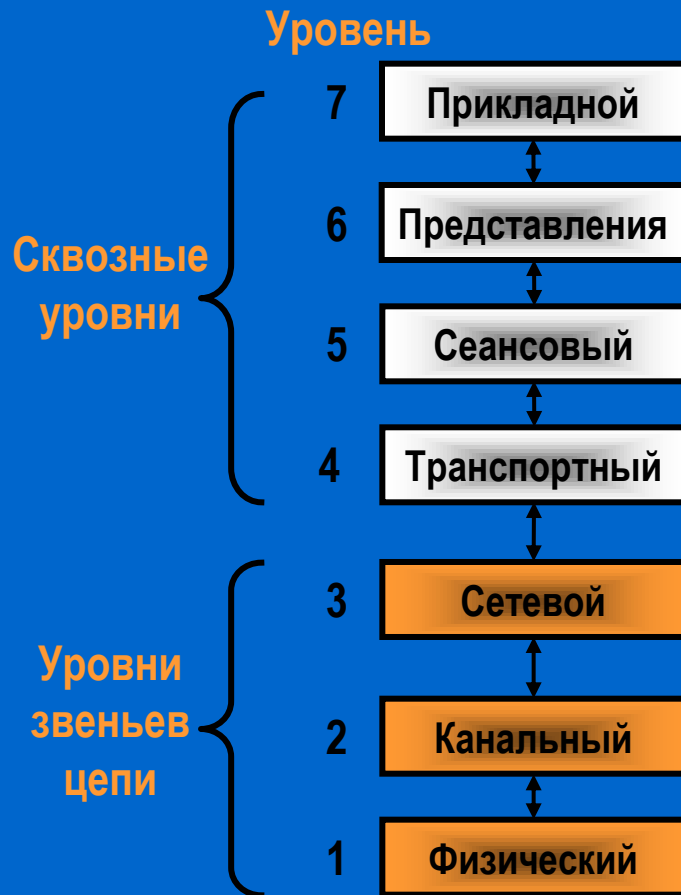 Уровень
7 Прикладной
6 Представления
Сквозные
уровни
5 Сеансовый
4 Транспортный
3 Сетевой
Уровни
звеньев
цепи
2 Канальный
1 Физический